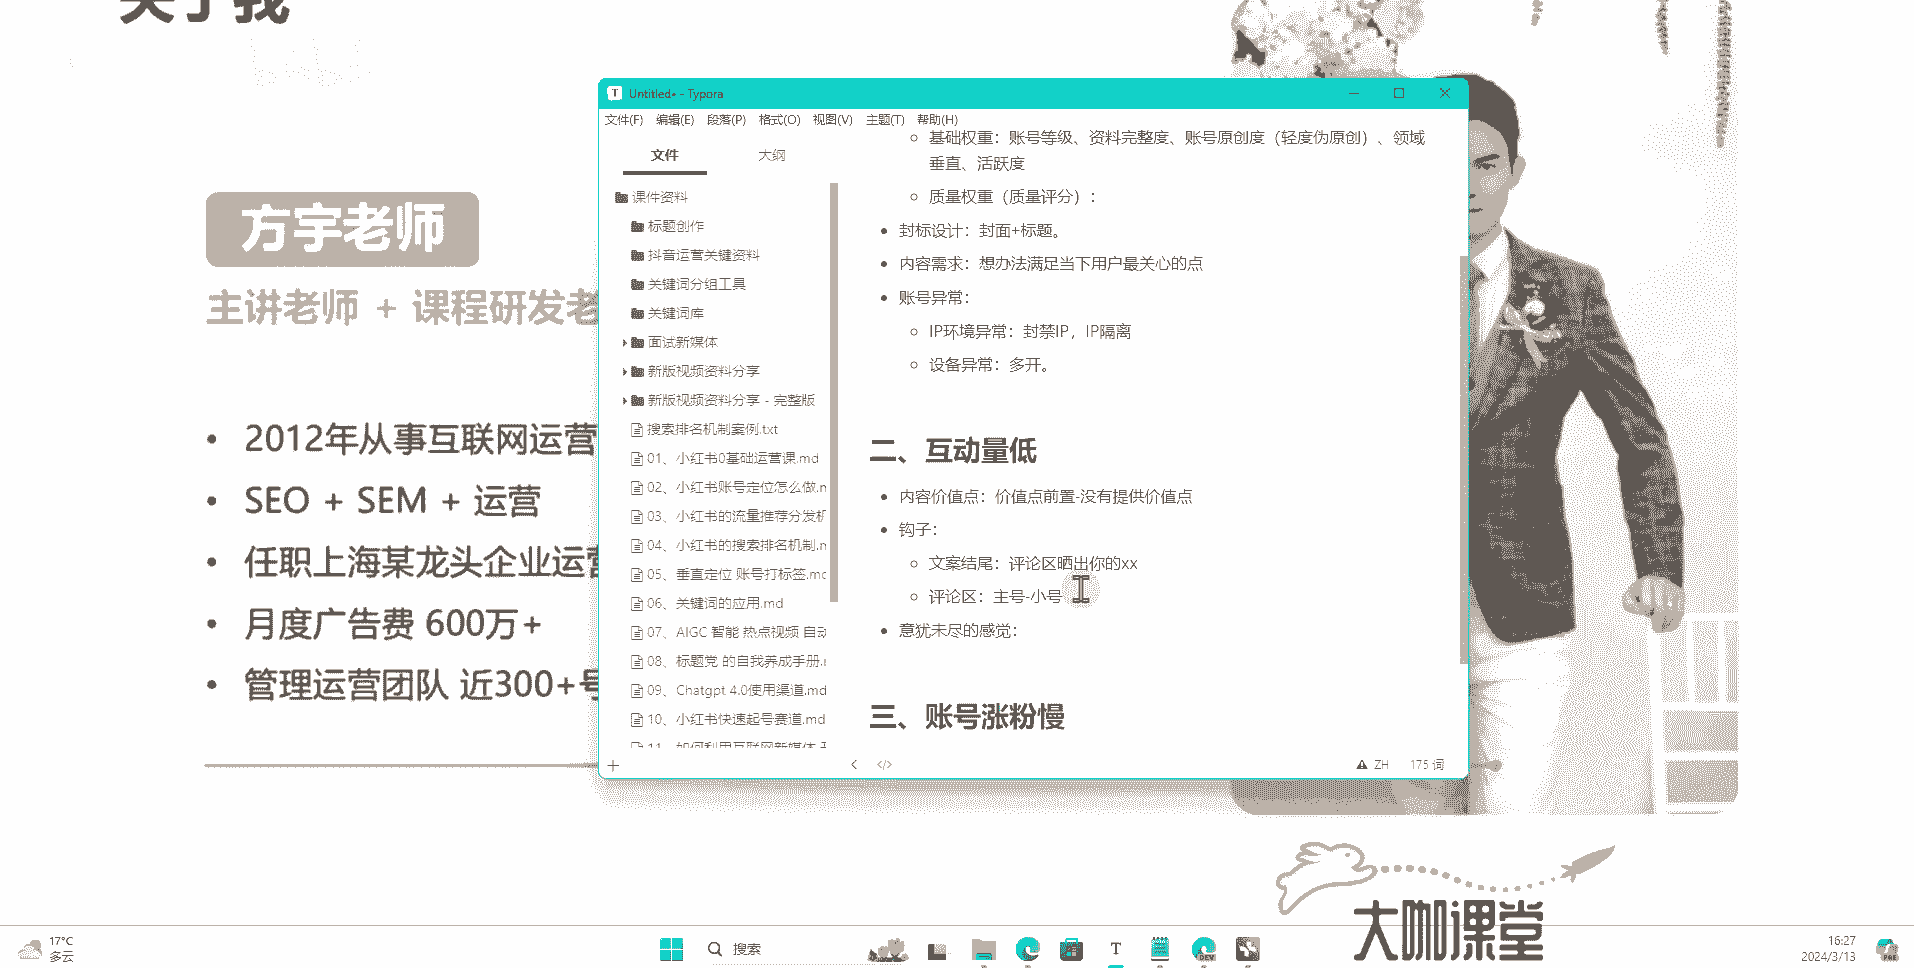 关于我
方宇老师
主讲老师 + 课程研发老
• 2012年从事互联网运营
• SEO + SEM + 运营
• 任职上海某龙头企业运营
• 月度广告费 600万+
• 管理运营团队 近300+号
Untitled• - Typora
文件(F) 编辑(E) 段落(P) 格式(O) 视图(V) 主题(T) 帮助(H)
文件 大纲
课件资料
标题创作
抖音运营关键资料
关键词分组工具
关键词库
面试新媒体
新版视频资料分享
新版视频资料分享 - 完整版
搜索排名机制案例.txt
01、小红书0基础运营课.md
02、小红书账号定位怎么做.m
03、小红书的流量推荐分发机
04、小红书的搜索排名机制.m
05、垂直定位 账号打标签.md
06、关键词的应用.md
07、AIGC 智能 热点视频 自动
08、标题党 的自我养成手册.m
09、Chatgpt 4.0使用渠道.md
10、小红书快速起号赛道.md
11、如何利用互联网新媒体
基础权重：账号等级、资料完整度、账号原创度（轻度伪原创）、领域
垂直、活跃度
质量权重（质量评分）：
• 封标设计：封面+标题。
• 内容需求：想办法满足当下用户最关心的点
• 账号异常：
IP环境异常：封禁IP，IP隔离
设备异常：多开。
二、互动量低
• 内容价值点：价值点前置-没有提供价值点
• 钩子：
文案结尾：评论区晒出你的xx
评论区：主号-小号
• 意犹未尽的感觉：
三、账号涨粉慢
ZH 175 词
大咖课堂
17°C
多云
搜索
T
DEV
16:27
2024/3/13
PRE